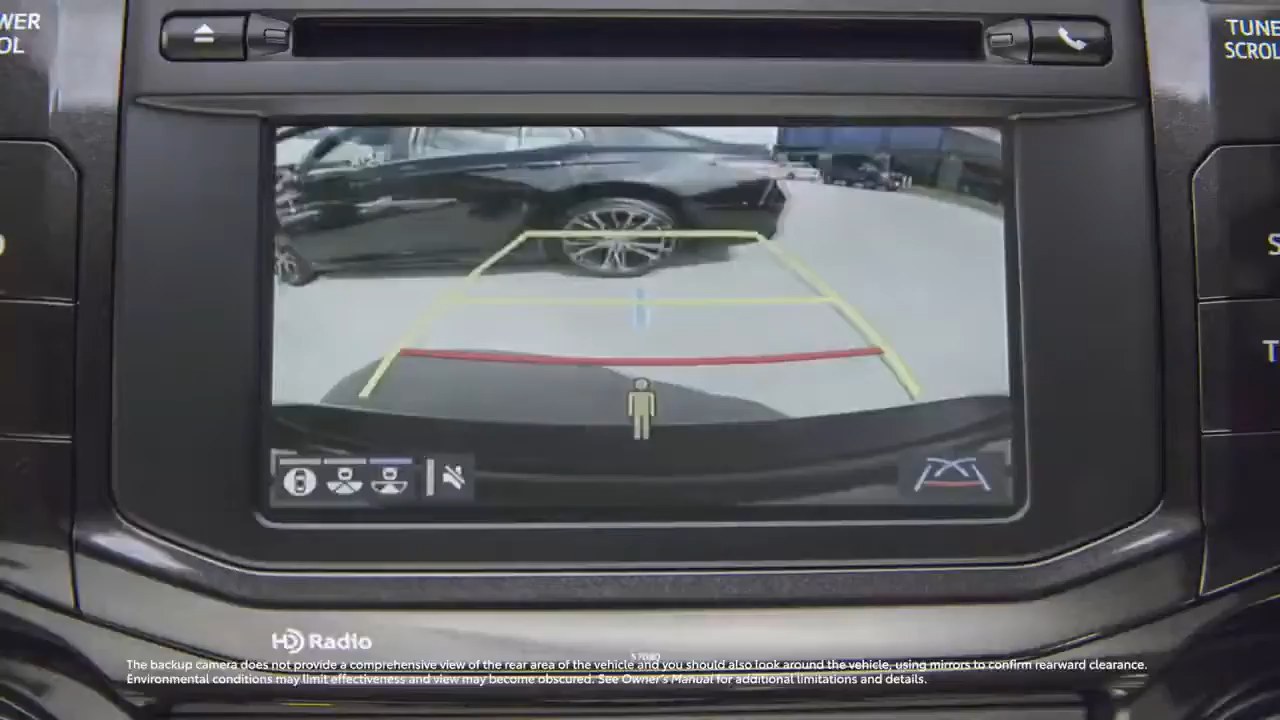 WER
OL
TUNE
SCROL
S
T
HD Radio
57080
The backup camera does not provide a comprehensive view of the rear area of the vehicle and you should also look around the vehicle, using mirrors to confirm rearward clearance.
Environmental conditions may limit effectiveness and view may become obscured. See Owner's Manual for additional limitations and details.